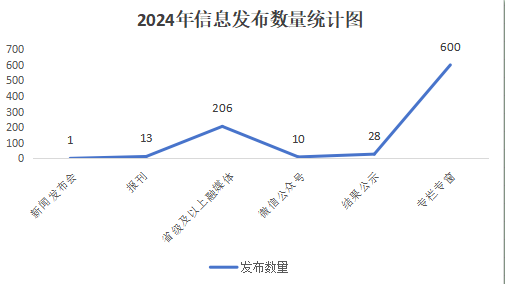 2024年信息发布数量统计图
700
600
500
400
300
200
100
0
1
13
206
10
28
600
新闻发布会
报刊
省级及以上融媒体
微信公众号
结果公示
专栏专窗
发布数量